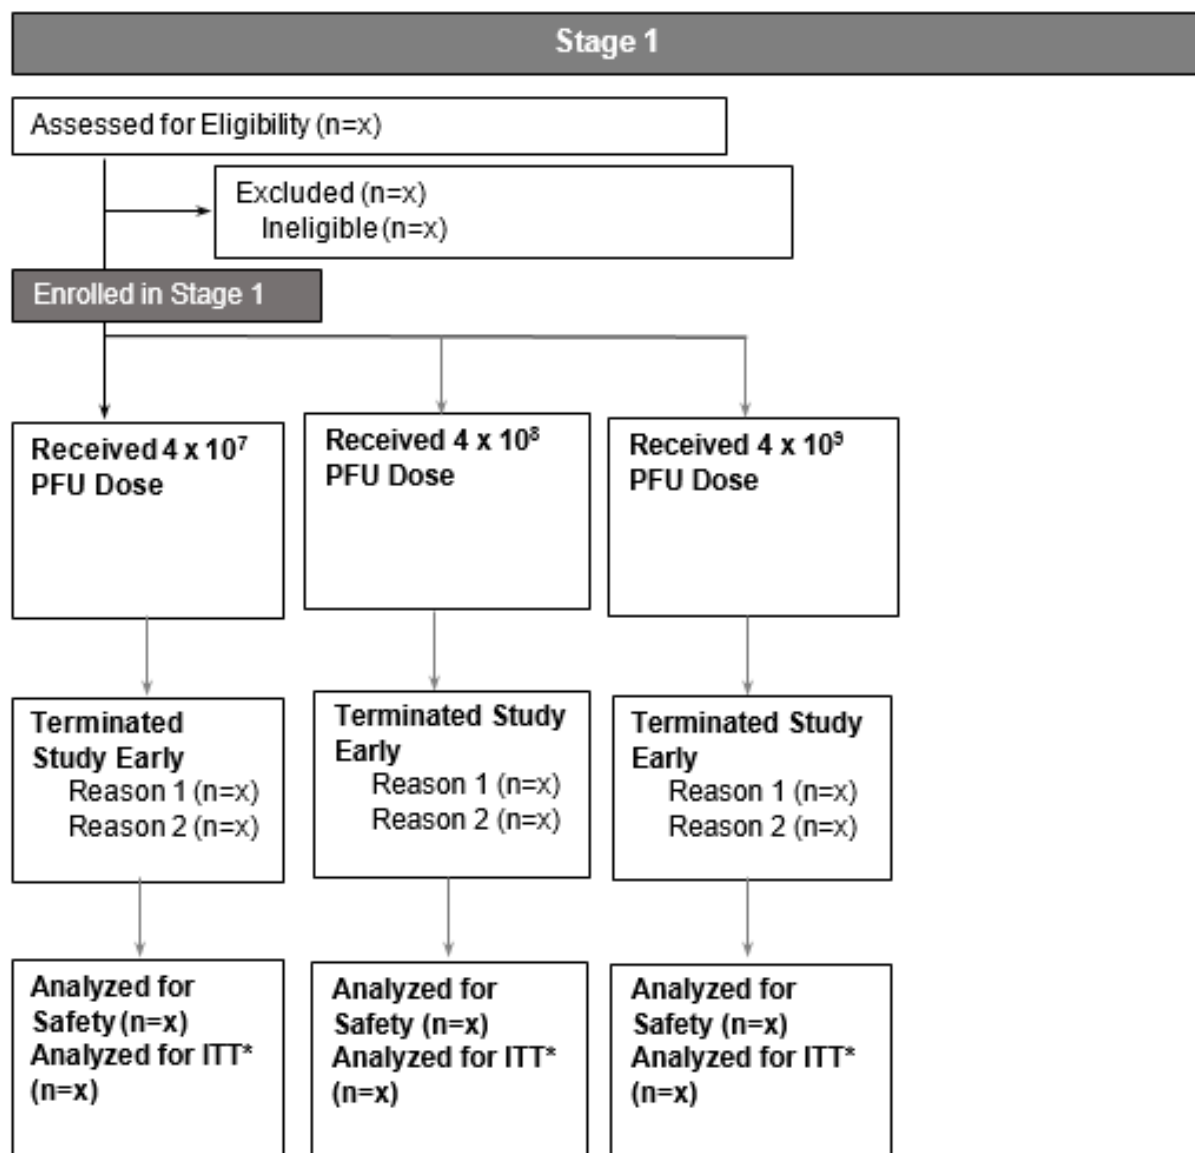 Stage 1
Assessed for Eligibility (n=x)
Excluded (n=x)
Ineligible (n=x)
Enrolled in Stage 1
Received 4 x 10⁷
PFU Dose
Received 4 x 10⁸
PFU Dose
Received 4 x 10⁹
PFU Dose
Terminated
Study Early
Reason 1 (n=x)
Reason 2 (n=x)
Terminated Study
Early
Reason 1 (n=x)
Reason 2 (n=x)
Terminated Study
Early
Reason 1 (n=x)
Reason 2 (n=x)
Analyzed for
Safety (n=x)
Analyzed for ITT*
(n=x)
Analyzed for
Safety (n=x)
Analyzed for ITT*
(n=x)
Analyzed for
Safety (n=x)
Analyzed for ITT*
(n=x)